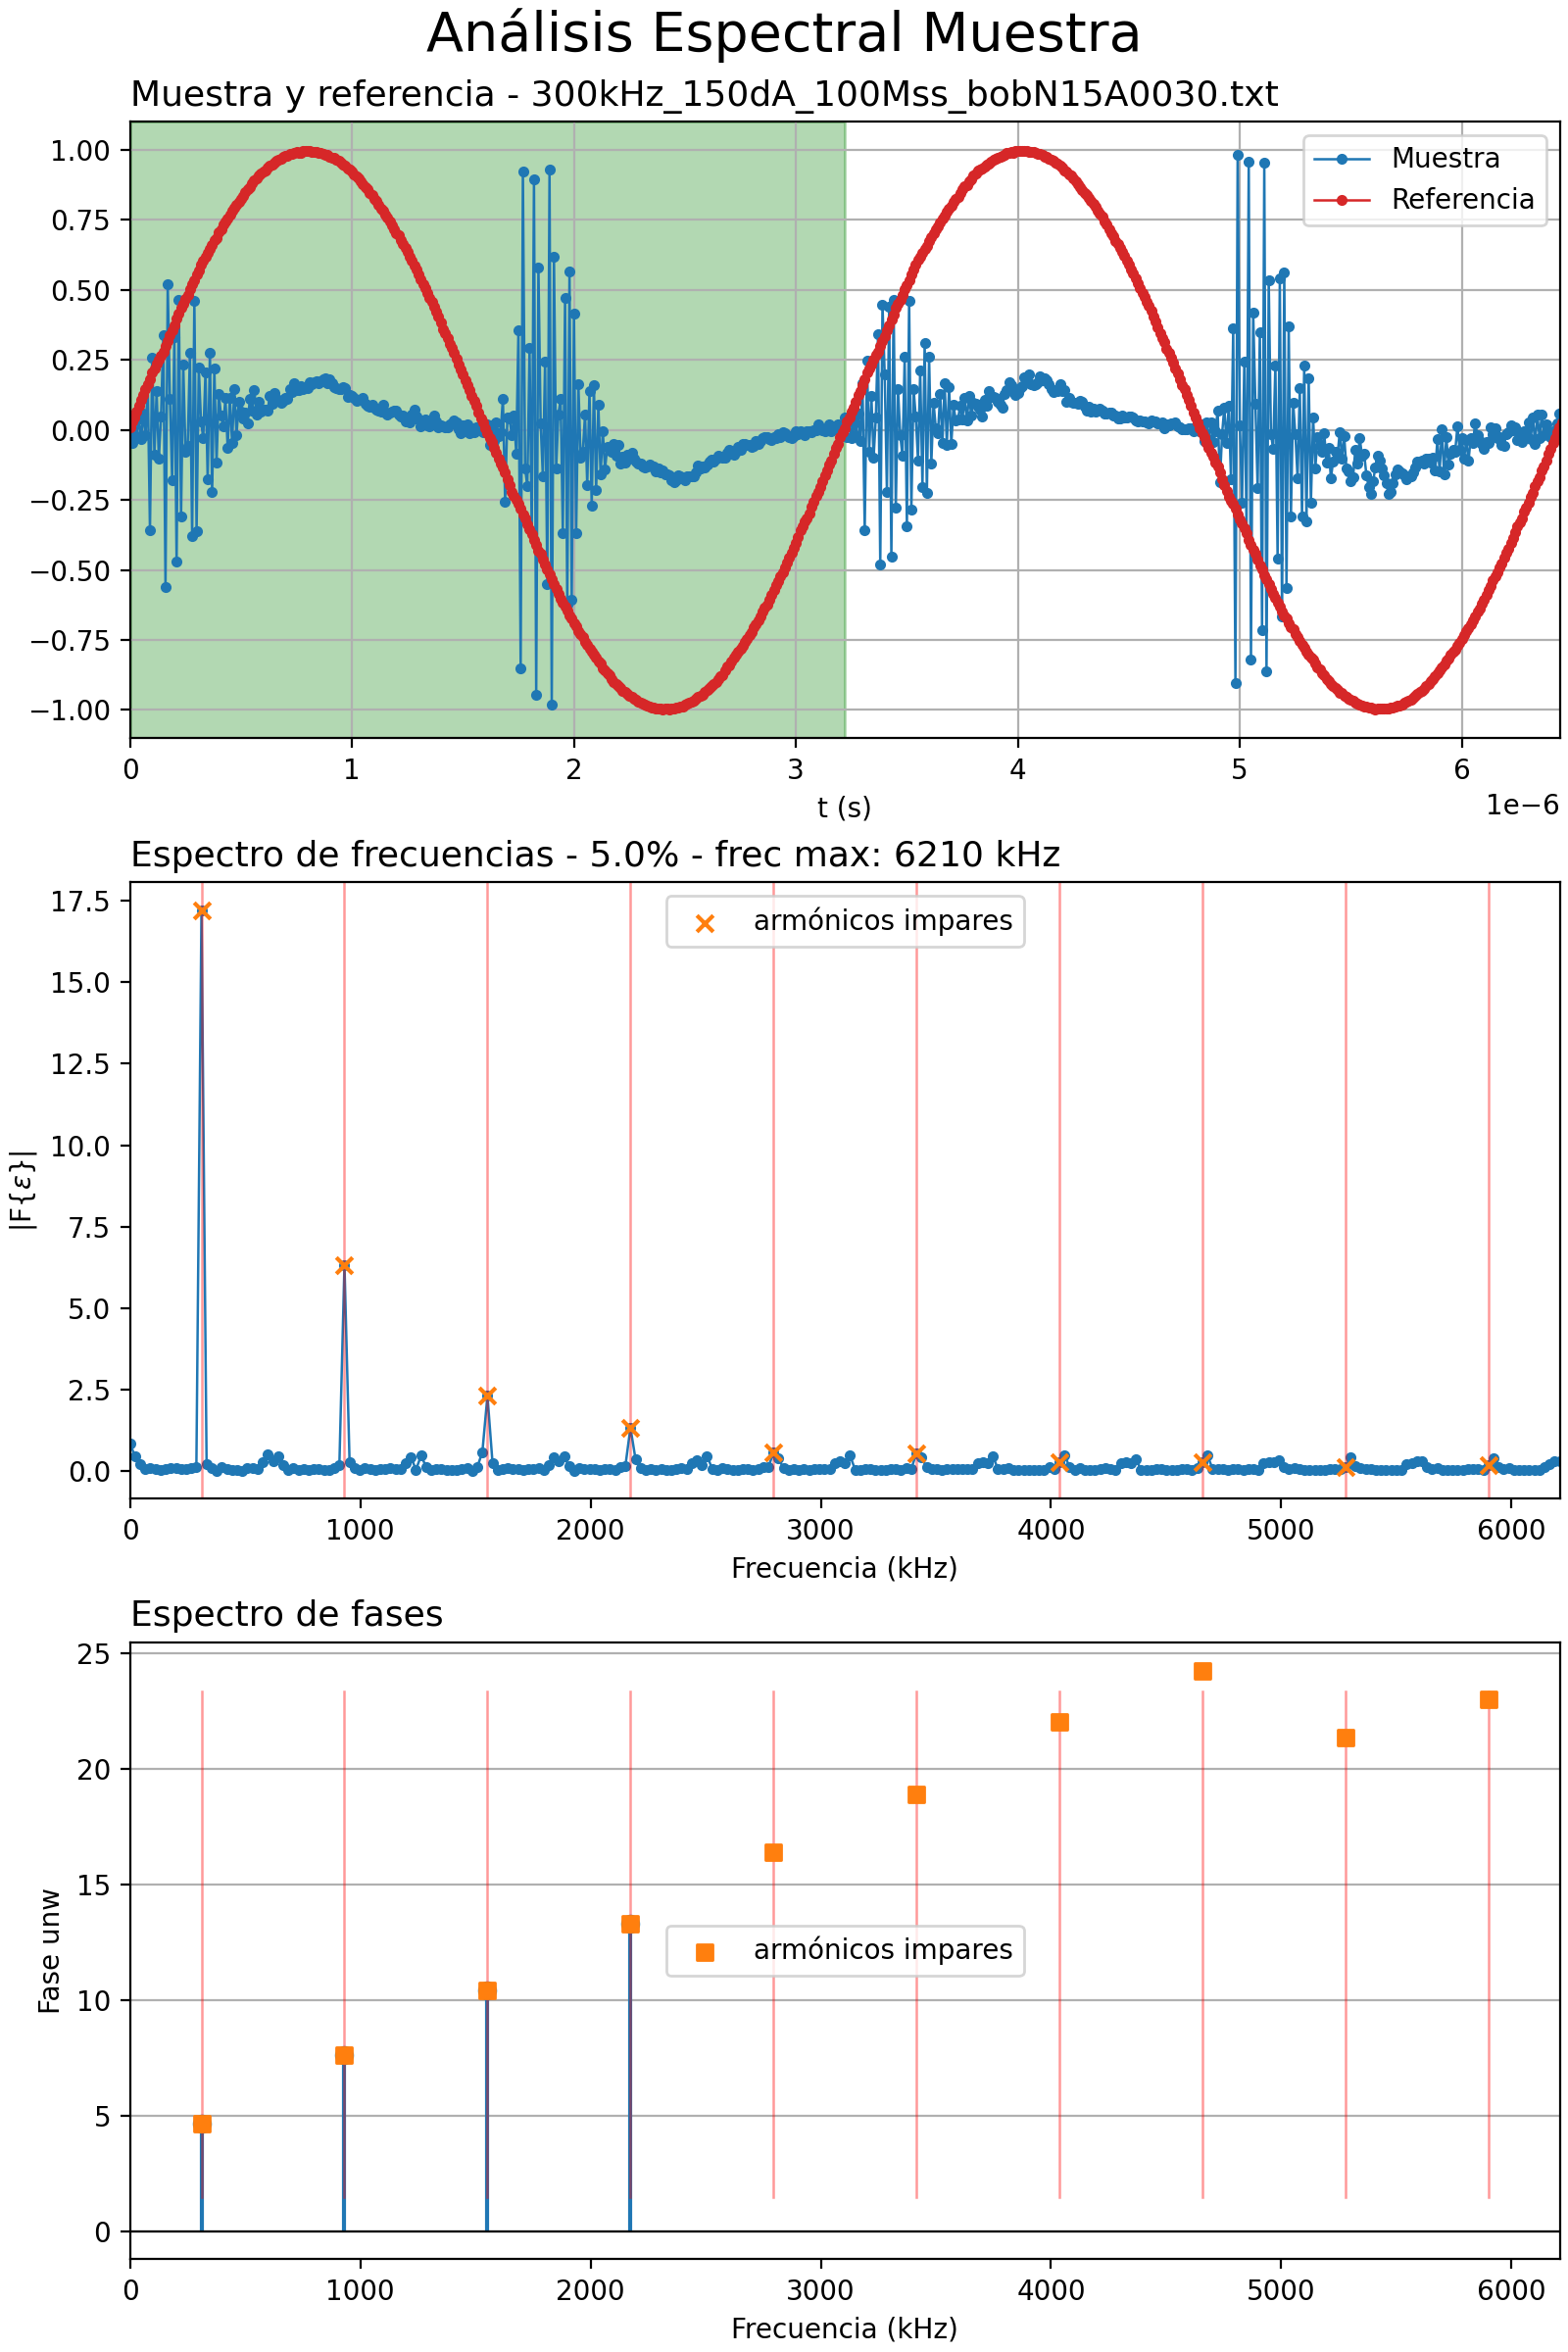 Análisis Espectral Muestra
Muestra y referencia - 300kHz_150dA_100Mss_bobN15A0030.txt
1.00
0.75
0.50
0.25
0.00
−0.25
−0.50
−0.75
−1.00
Muestra
Referencia
0 1 2 3 4 5 6
1e−6
t (s)
Espectro de frecuencias - 5.0% - frec max: 6210 kHz
17.5
15.0
12.5
10.0
7.5
5.0
2.5
0.0
|F{ε}|
armónicos impares
0 1000 2000 3000 4000 5000 6000
Frecuencia (kHz)
Espectro de fases
25
20
15
10
5
0
Fase unw
armónicos impares
0 1000 2000 3000 4000 5000 6000
Frecuencia (kHz)